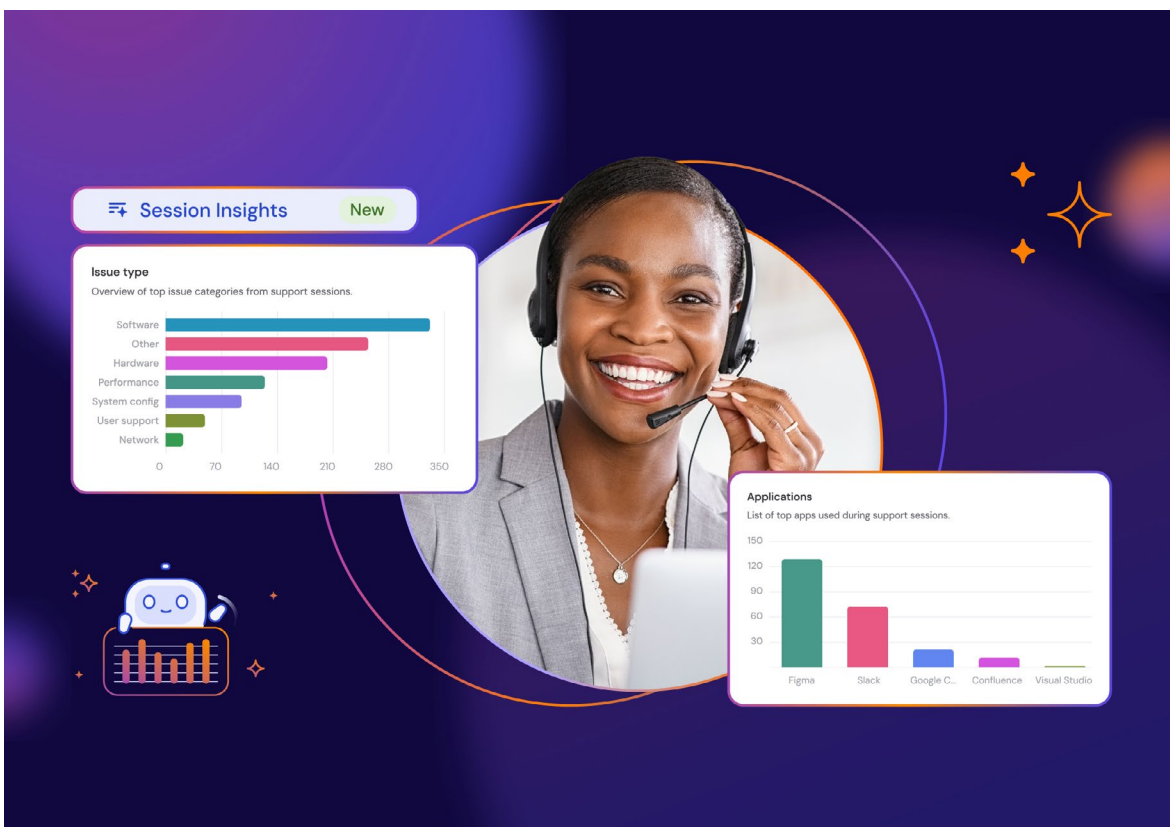 Session Insights New
Issue type
Overview of top issue categories from support sessions.
Software
Other
Hardware
Performance
System config
User support
Network
0 70 140 210 280 350
Applications
List of top apps used during support sessions.
150
120
90
60
30
Figma Slack Google C... Confluence Visual Studio